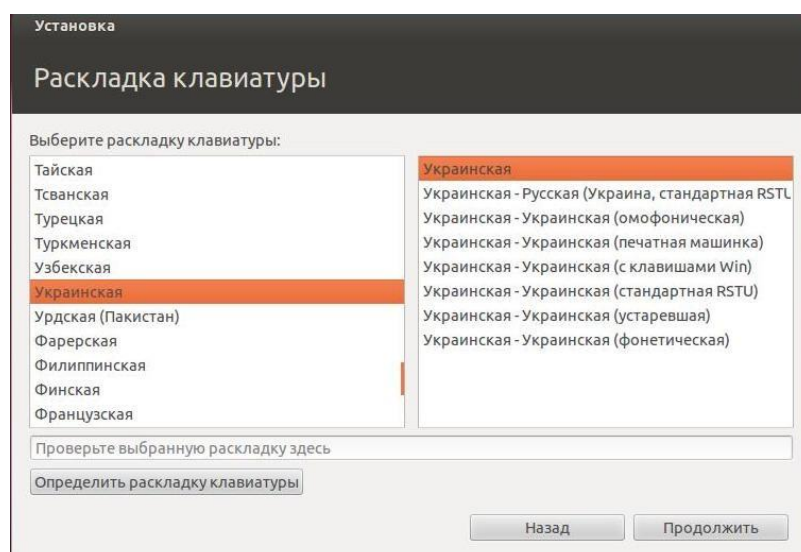 Установка
Раскладка клавиатуры
Выберите раскладку клавиатуры:
Тайская
Тсванская
Турецкая
Туркменская
Узбекская
Украинская
Урдская (Пакистан)
Фарерская
Филиппинская
Финская
Французская
Украинская
Украинская - Русская (Украина, стандартная RSTU
Украинская - Украинская (омофоническая)
Украинская - Украинская (печатная машинка)
Украинская - Украинская (с клавишами Win)
Украинская - Украинская (стандартная RSTU)
Украинская - Украинская (устаревшая)
Украинская - Украинская (фонетическая)
Проверьте выбранную раскладку здесь
Определить раскладку клавиатуры
Назад
Продолжить